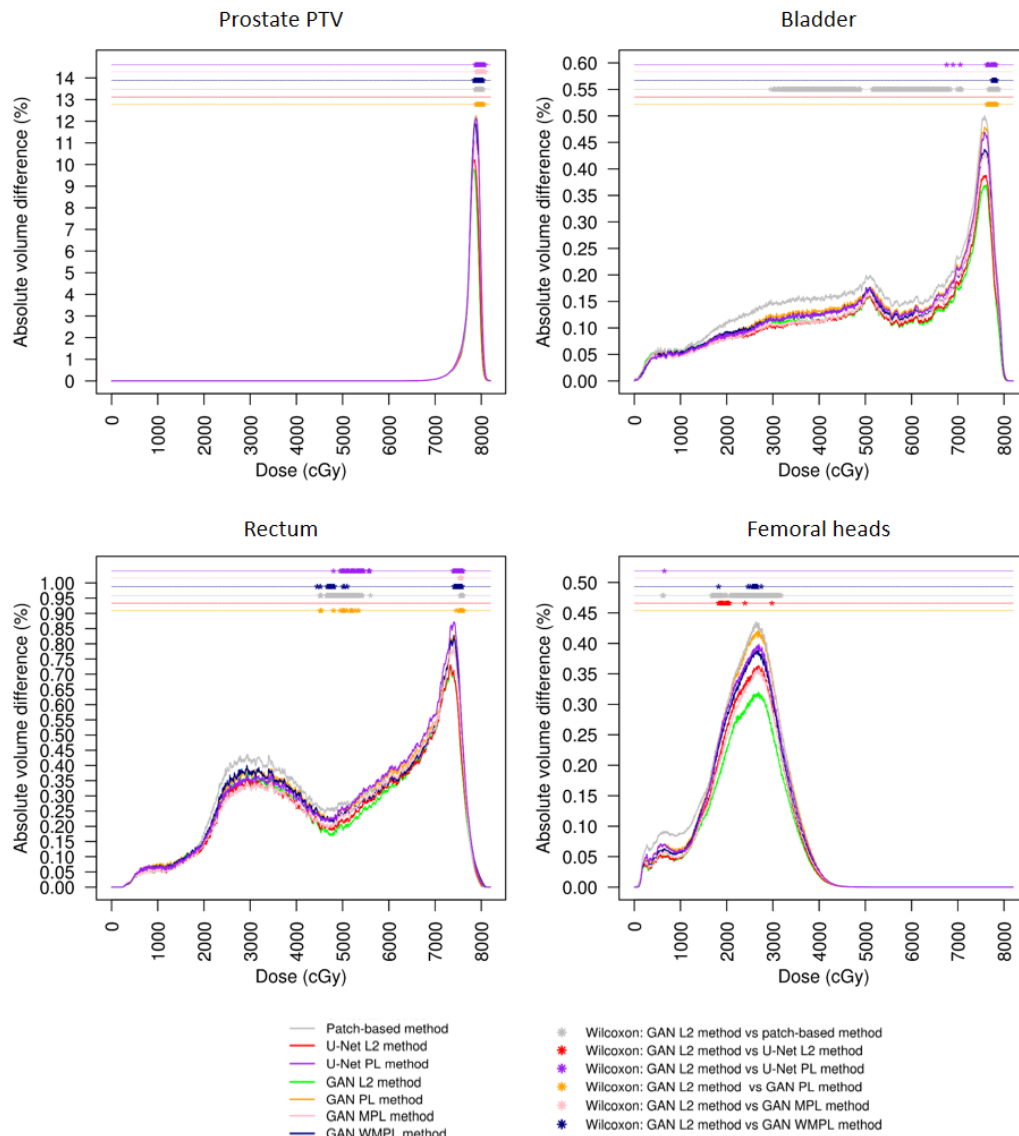 Prostate PTV
Bladder
Absolute volume difference (%)
14
13
12
11
10
9
8
7
6
5
4
3
2
1
0
0 1000 2000 3000 4000 5000 6000 7000 8000
Dose (cGy)
Absolute volume difference (%)
0.60
0.55
0.50
0.45
0.40
0.35
0.30
0.25
0.20
0.15
0.10
0.05
0.00
0 1000 2000 3000 4000 5000 6000 7000 8000
Dose (cGy)
Rectum
Femoral heads
Absolute volume difference (%)
1.00
0.95
0.90
0.85
0.80
0.75
0.70
0.65
0.60
0.55
0.50
0.45
0.40
0.35
0.30
0.25
0.20
0.15
0.10
0.05
0.00
0 1000 2000 3000 4000 5000 6000 7000 8000
Dose (cGy)
Absolute volume difference (%)
0.50
0.45
0.40
0.35
0.30
0.25
0.20
0.15
0.10
0.05
0.00
0 1000 2000 3000 4000 5000 6000 7000 8000
Dose (cGy)
Patch-based method
U-Net L2 method
U-Net PL method
GAN L2 method
GAN PL method
GAN MPL method
GAN WMPL method
Wilcoxon: GAN L2 method vs patch-based method
Wilcoxon: GAN L2 method vs U-Net L2 method
Wilcoxon: GAN L2 method vs U-Net PL method
Wilcoxon: GAN L2 method vs GAN PL method
Wilcoxon: GAN L2 method vs GAN MPL method
Wilcoxon: GAN L2 method vs GAN WMPL method